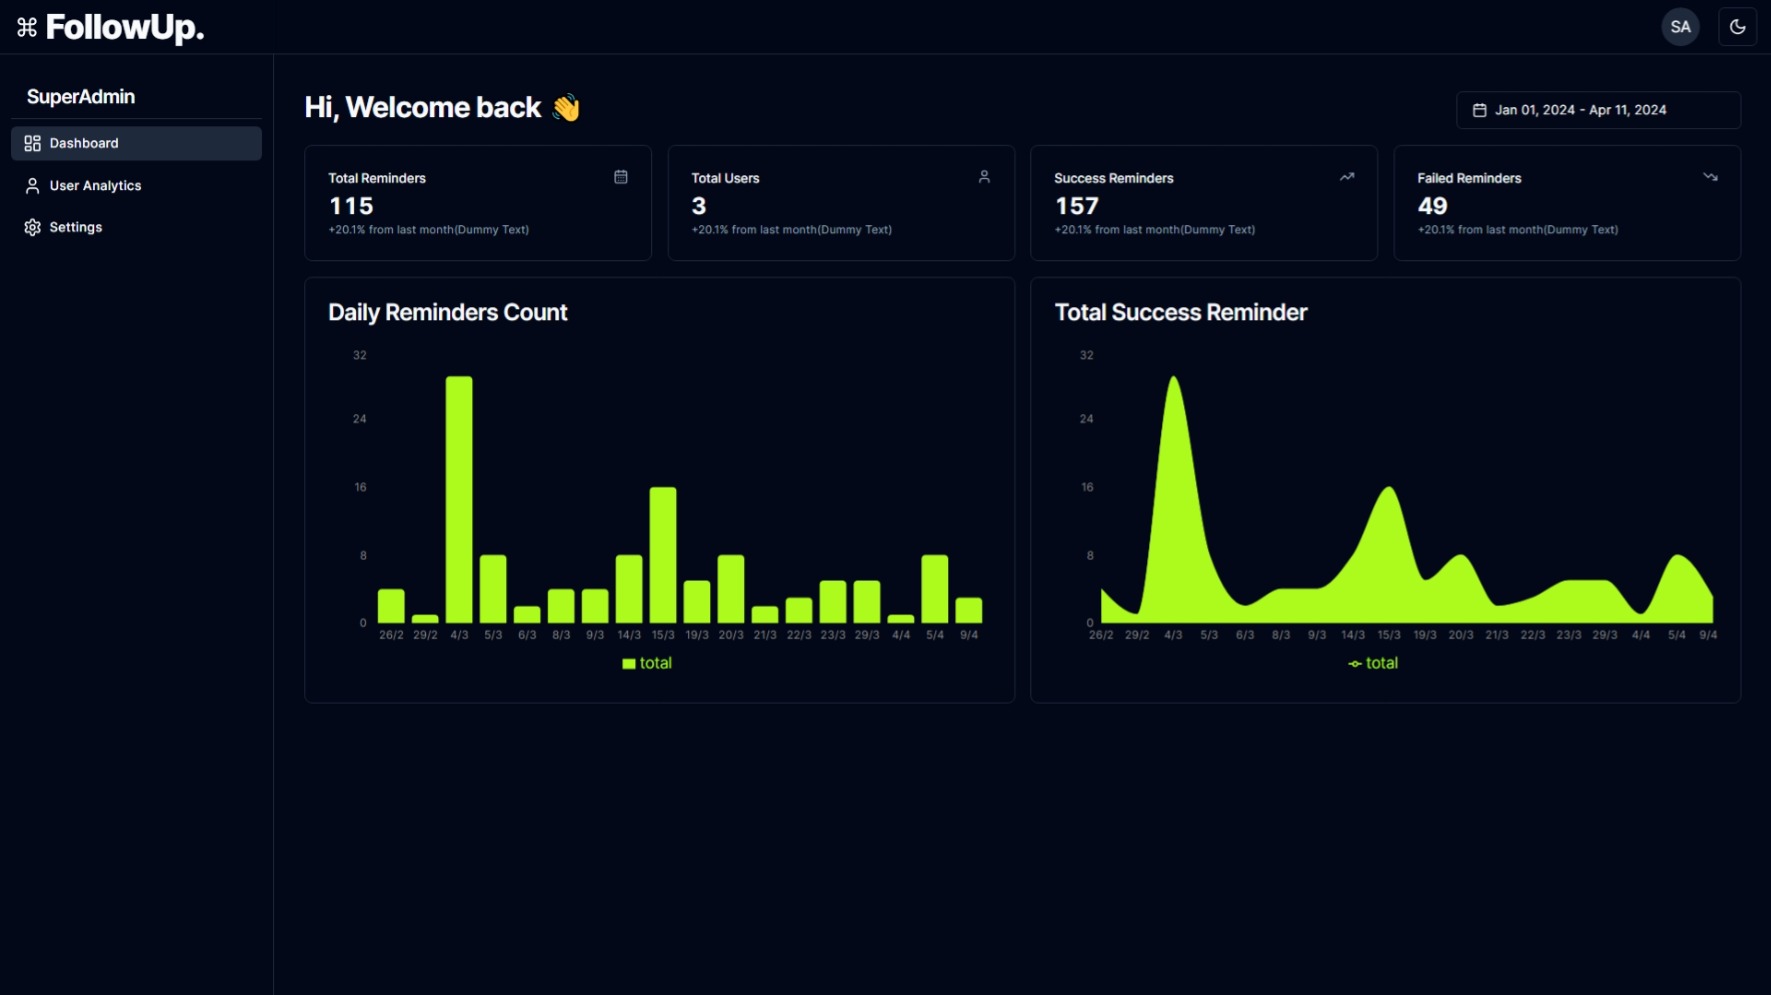 ⌘ FollowUp.
SA
SuperAdmin
Dashboard
User Analytics
Settings
Hi, Welcome back 👋
Jan 01, 2024 - Apr 11, 2024
Total Reminders
115
+20.1% from last month(Dummy Text)
Total Users
3
+20.1% from last month(Dummy Text)
Success Reminders
157
+20.1% from last month(Dummy Text)
Failed Reminders
49
+20.1% from last month(Dummy Text)
Daily Reminders Count
32
24
16
8
0
26/2 29/2 4/3 5/3 6/3 8/3 9/3 14/3 15/3 19/3 20/3 21/3 22/3 23/3 29/3 4/4 5/4 9/4
total
Total Success Reminder
32
24
16
8
0
26/2 29/2 4/3 5/3 6/3 8/3 9/3 14/3 15/3 19/3 20/3 21/3 22/3 23/3 29/3 4/4 5/4 9/4
total